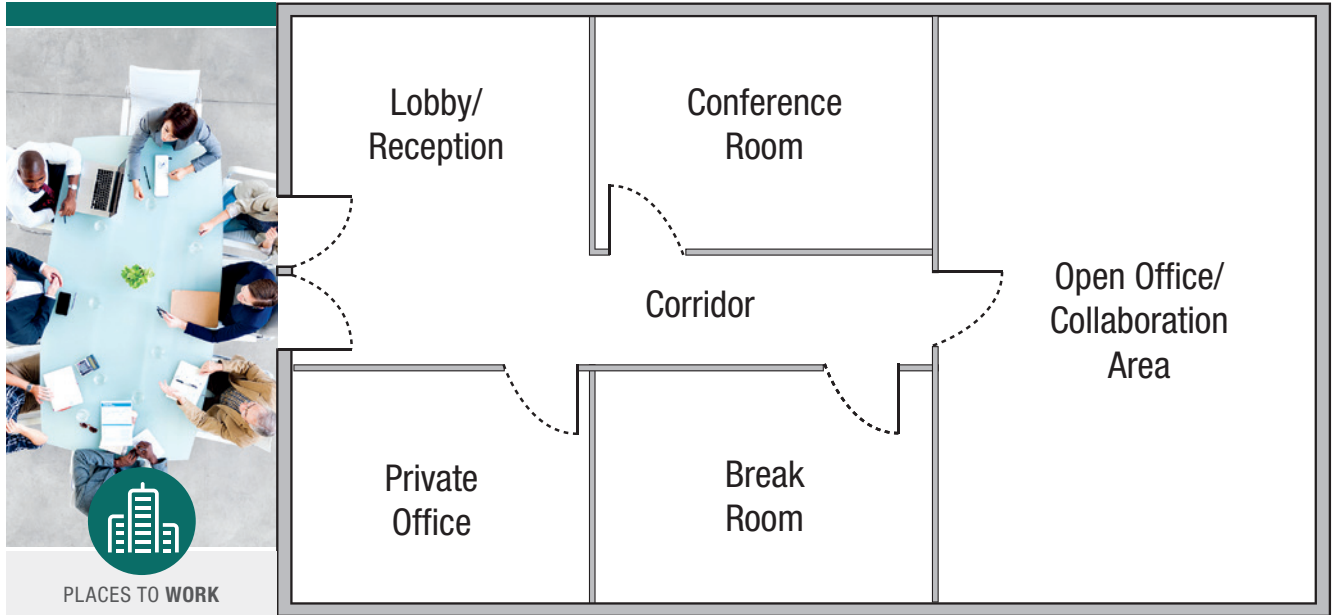 Lobby/
Reception
Conference
Room
Corridor
Open Office/
Collaboration
Area
Private
Office
Break
Room
PLACES TO WORK